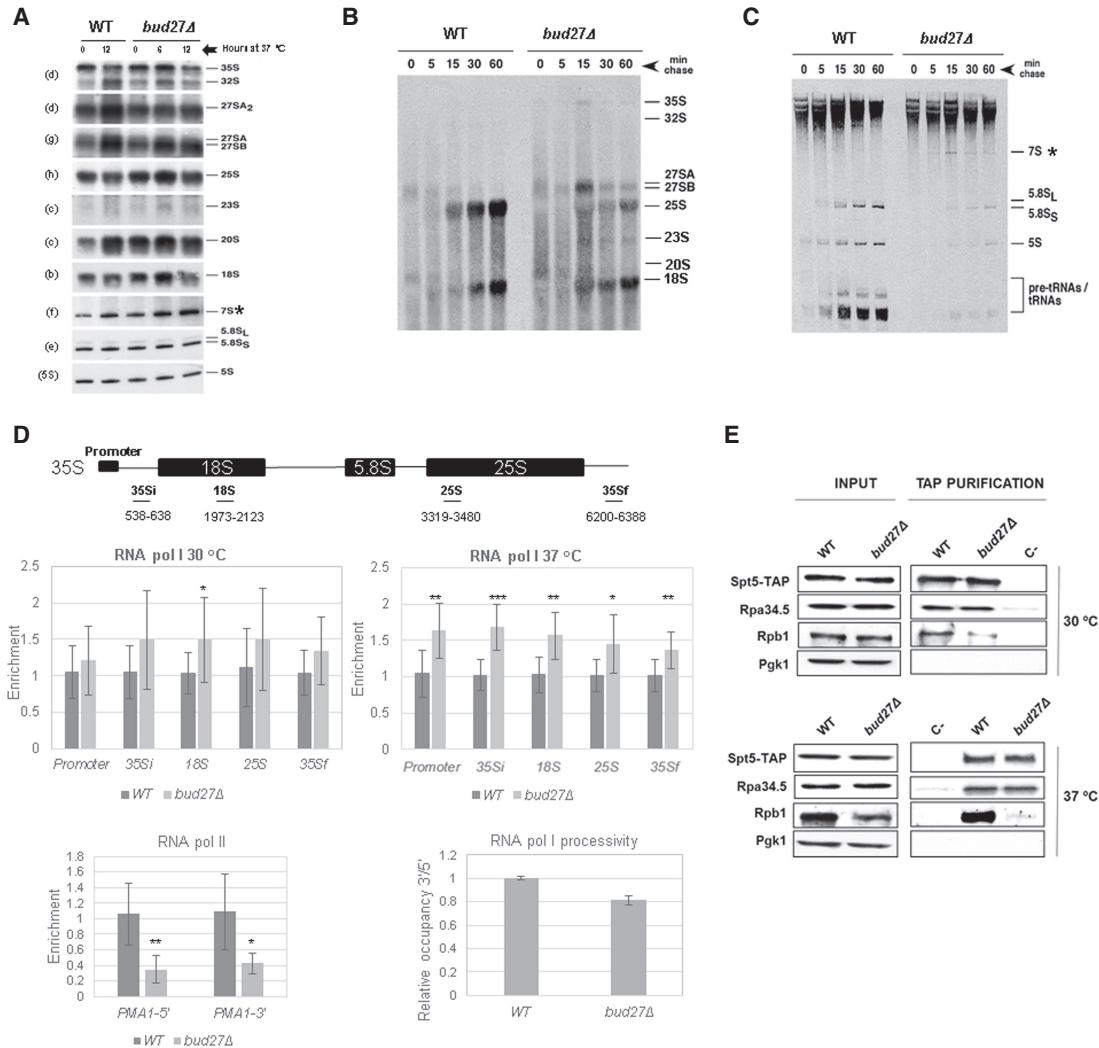 A
WT
bud27Δ
0 12 0 6 12
Hours at 37 ºC
(d)
35S
32S
(d)
27SA2
(g)
27SA
27SB
(h)
25S
(c)
23S
(c)
20S
(b)
18S
(f)
7S*
(e)
5.8SL
5.8SS
(5S)
5S
B
WT
bud27Δ
0 5 15 30 60 0 5 15 30 60
min
chase
35S
32S
27SA
27SB
25S
23S
20S
18S
C
WT
bud27Δ
0 5 15 30 60 0 5 15 30 60
min
chase
7S *
5.8SL
5.8SS
5S
pre-tRNAs /
tRNAs
D
Promoter
35S
18S
5.8S
25S
35Si
18S
25S
35Sf
538-638
1973-2123
3319-3480
6200-6388
RNA pol I 30 ºC
Enrichment
2.5
2
1.5
1
0.5
0
*
Promoter 35Si 18S 25S 35Sf
WT bud27Δ
RNA pol I 37 ºC
Enrichment
2.5
2
1.5
1
0.5
0
** *** ** * **
Promoter 35Si 18S 25S 35Sf
WT bud27Δ
RNA pol II
Enrichment
1.8
1.6
1.4
1.2
1
0.8
0.6
0.4
0.2
0
** *
PMA1-5' PMA1-3'
WT bud27Δ
RNA pol I processivity
Relative occupancy 3'/5'
1.2
1
0.8
0.6
0.4
0.2
0
WT bud27Δ
E
INPUT
TAP PURIFICATION
WT bud27Δ WT bud27Δ C-
Spt5-TAP
Rpa34.5
Rpb1
Pgk1
30 ºC
WT bud27Δ C- WT bud27Δ
Spt5-TAP
Rpa34.5
Rpb1
Pgk1
37 ºC